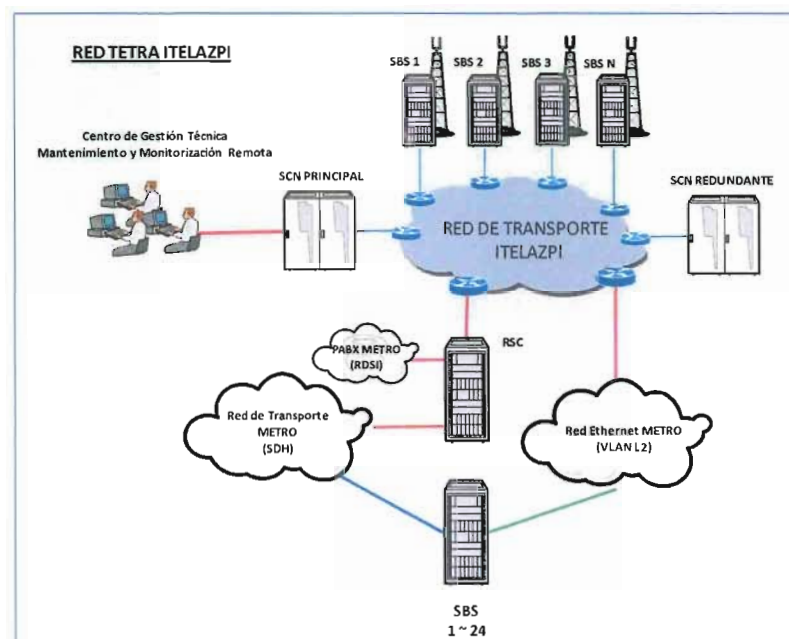 RED TETRA ITELAZPI
SBS 1
SBS 2
SBS 3
SBS N
Centro de Gestión Técnica
Mantenimiento y Monitorización Remota
SCN PRINCIPAL
SCN REDUNDANTE
RED DE TRANSPORTE
ITELAZPI
RSC
PABX METRO
(RDSI)
Red de Transporte
METRO
(SDH)
Red Ethernet METRO
(VLAN L2)
SBS
1 ~ 24